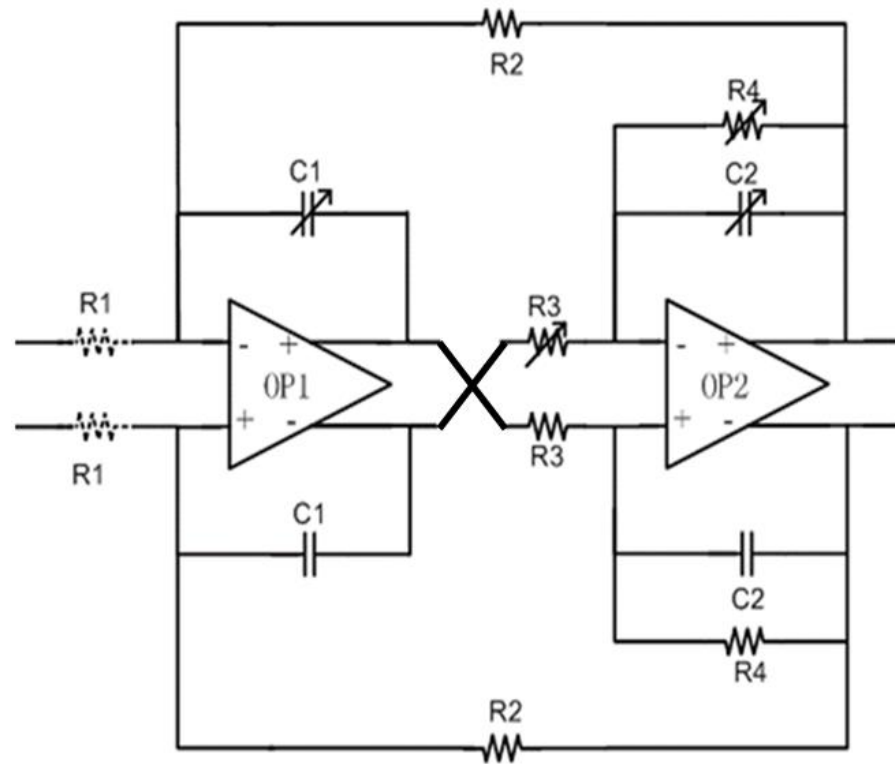 R2
R4
C1
C2
R1
R3
- +
OP1
+ -
- +
OP2
+ -
R1
R3
C1
C2
R4
R2